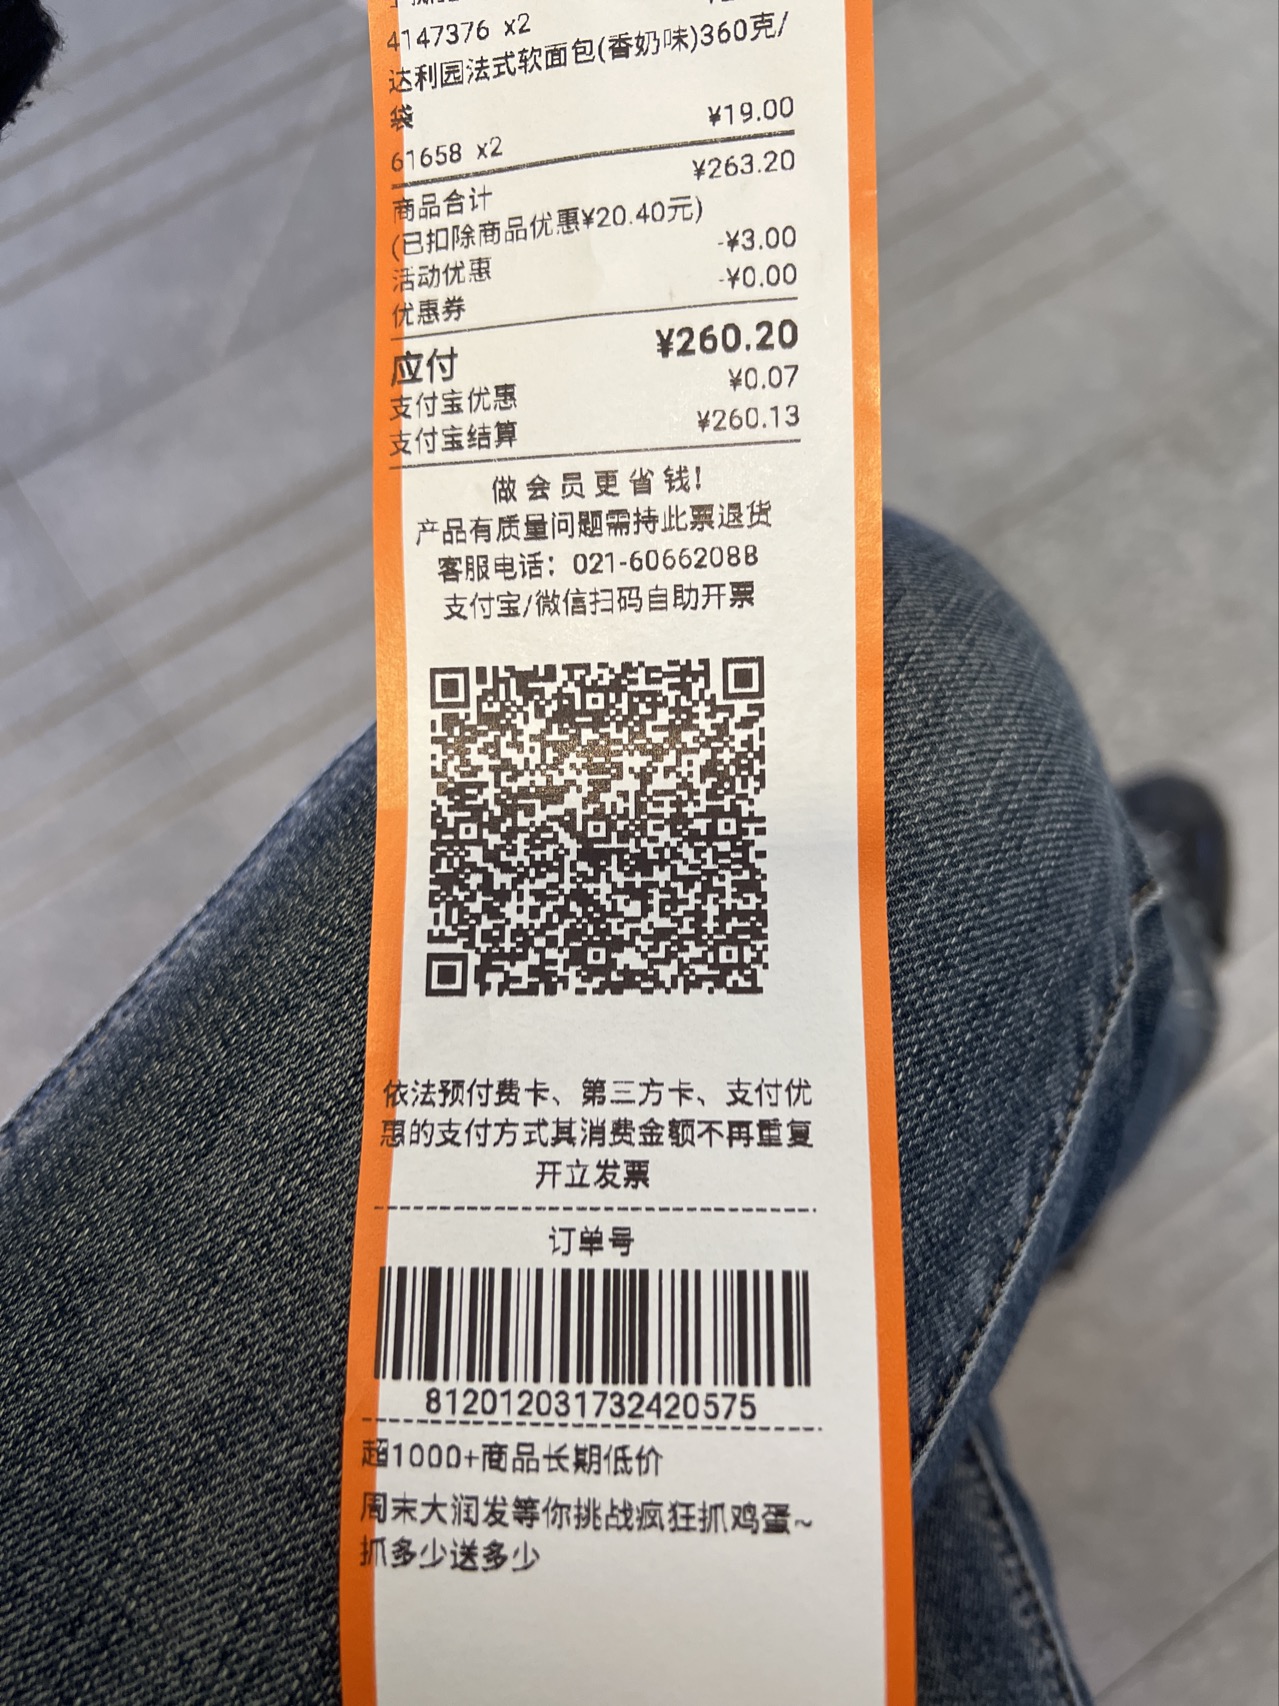 4147376 x2
达利园法式软面包(香奶味)360克/
袋
¥19.00
61658 x2
商品合计 ¥263.20
(已扣除商品优惠¥20.40元)
活动优惠 -¥3.00
优惠券 -¥0.00
应付 ¥260.20
支付宝优惠 ¥0.07
支付宝结算 ¥260.13
做会员更省钱!
产品有质量问题需持此票退货
客服电话：021-60662088
支付宝/微信扫码自助开票
依法预付费卡、第三方卡、支付优
惠的支付方式其消费金额不再重复
开立发票
订单号
812012031732420575
超1000+商品长期低价
周末大润发等你挑战疯狂抓鸡蛋~
抓多少送多少